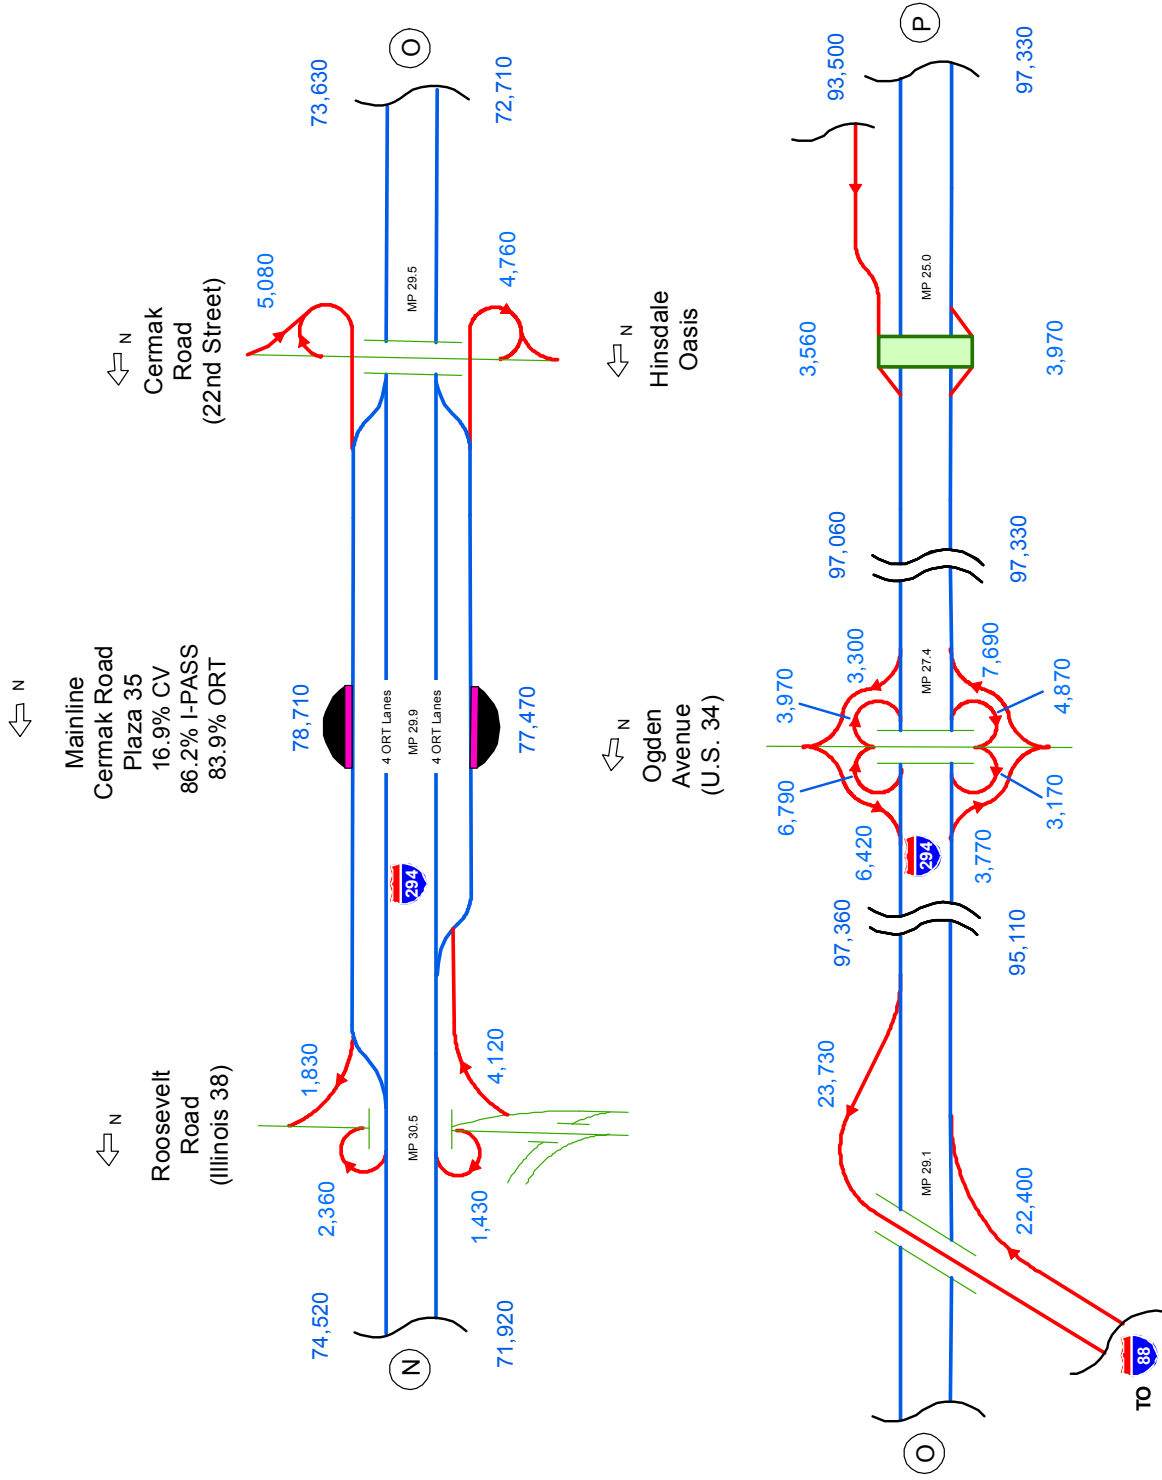 N
Mainline
Cermak Road
Plaza 35
16.9% CV
86.2% I-PASS
83.9% ORT
N
Roosevelt
Road
(Illinois 38)
N
Cermak
Road
(22nd Street)
74,520
2,360
1,830
78,710
5,080
73,630
N
MP 30.5
294
4 ORT Lanes
MP 29.9
4 ORT Lanes
MP 29.5
O
71,920
1,430
4,120
77,470
4,760
72,710
N
Ogden
Avenue
(U.S. 34)
N
Hinsdale
Oasis
23,730
97,360
6,790
6,420
3,970
3,300
97,060
3,560
93,500
O
MP 29.1
294
MP 27.4
MP 25.0
P
22,400
95,110
3,770
3,170
4,870
7,690
97,330
3,970
97,330
TO
88